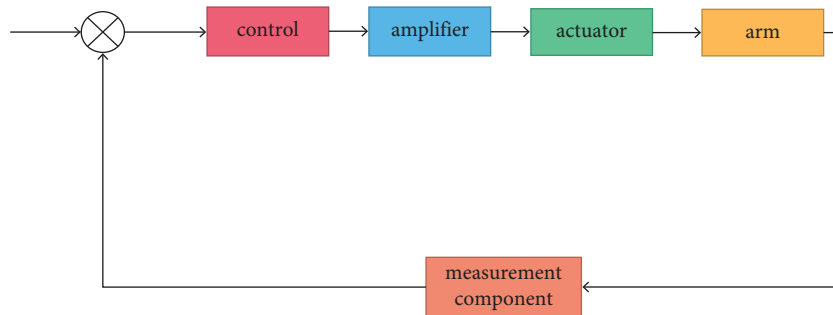 control
amplifier
actuator
arm
measurement
component